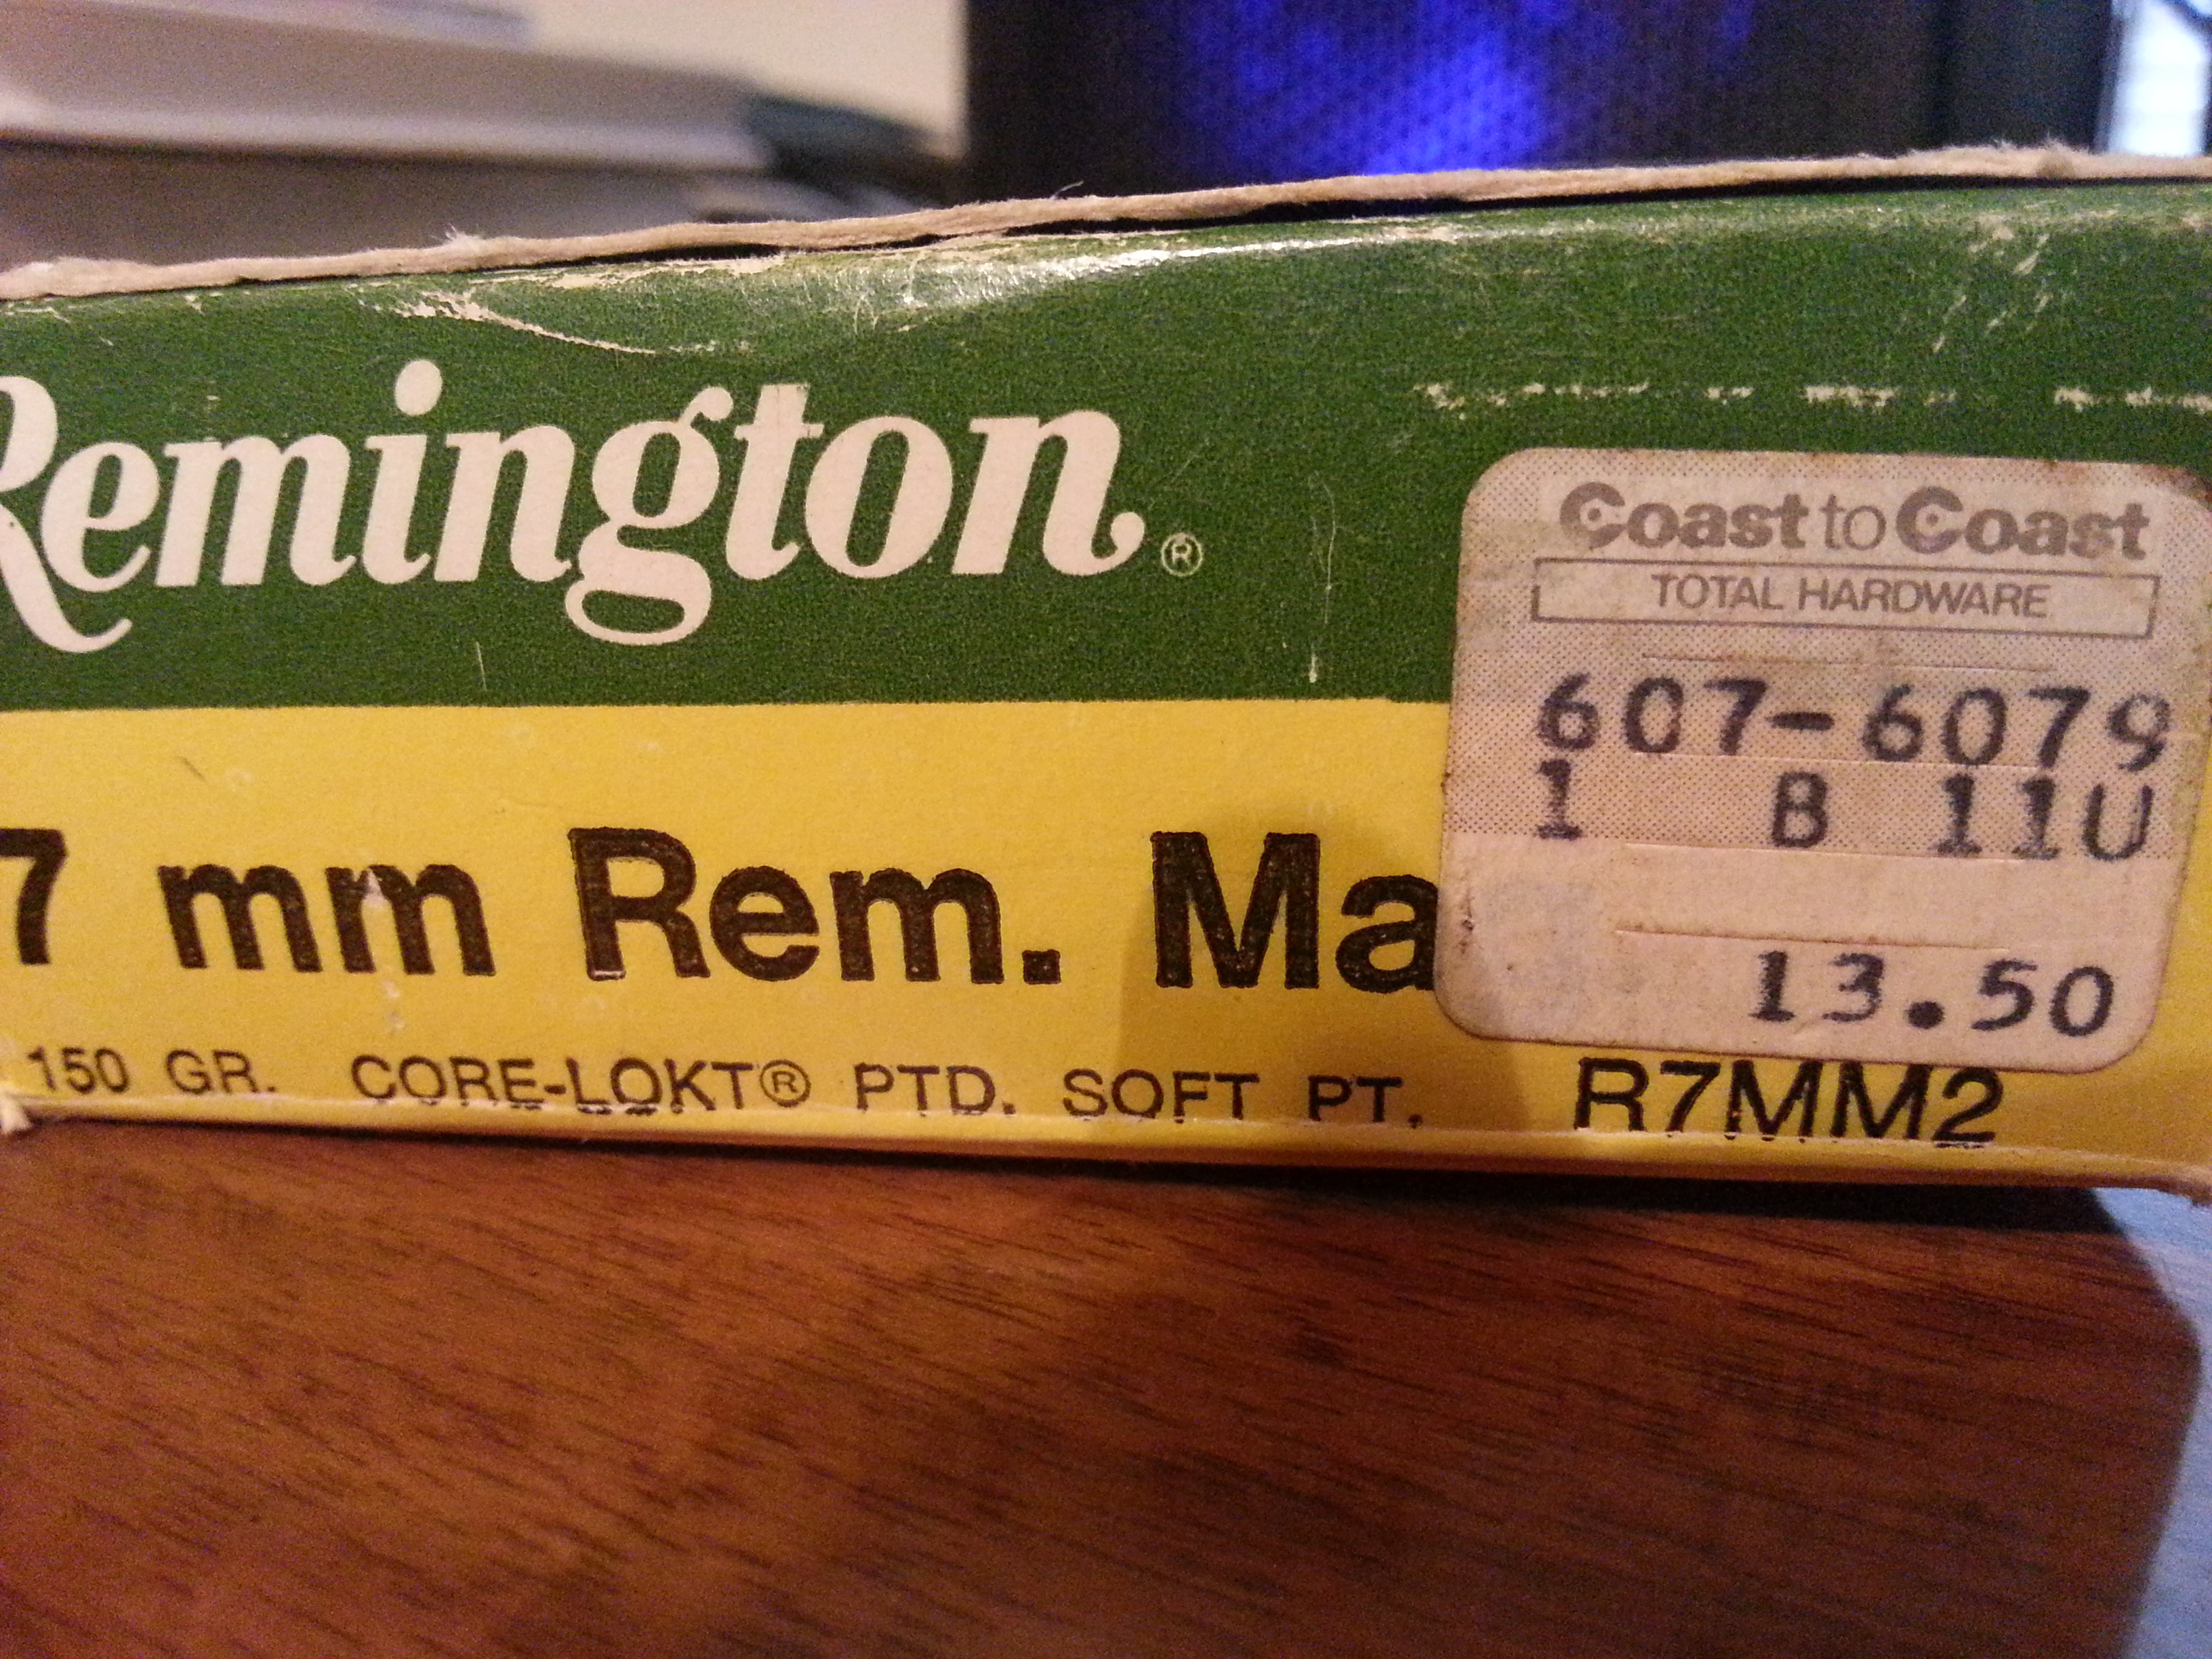 Remington®
7 mm Rem. Ma
150 GR. CORE-LOKT® PTD. SOFT PT. R7MM2
Coast to Coast
TOTAL HARDWARE
607-6079
1 B 11U
13.50